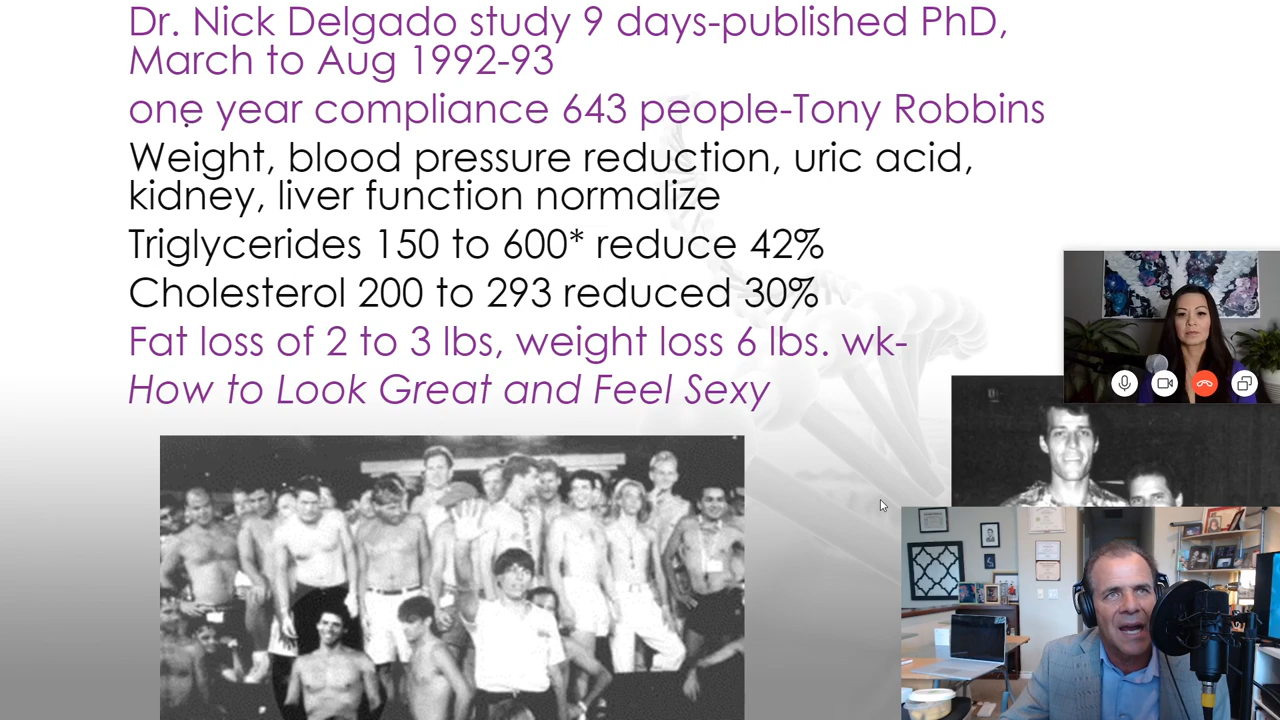 Dr. Nick Delgado study 9 days-published PhD,
March to Aug 1992-93
one year compliance 643 people-Tony Robbins
Weight, blood pressure reduction, uric acid,
kidney, liver function normalize
Triglycerides 150 to 600* reduce 42%
Cholesterol 200 to 293 reduced 30%
Fat loss of 2 to 3 lbs, weight loss 6 lbs. wk-
How to Look Great and Feel Sexy